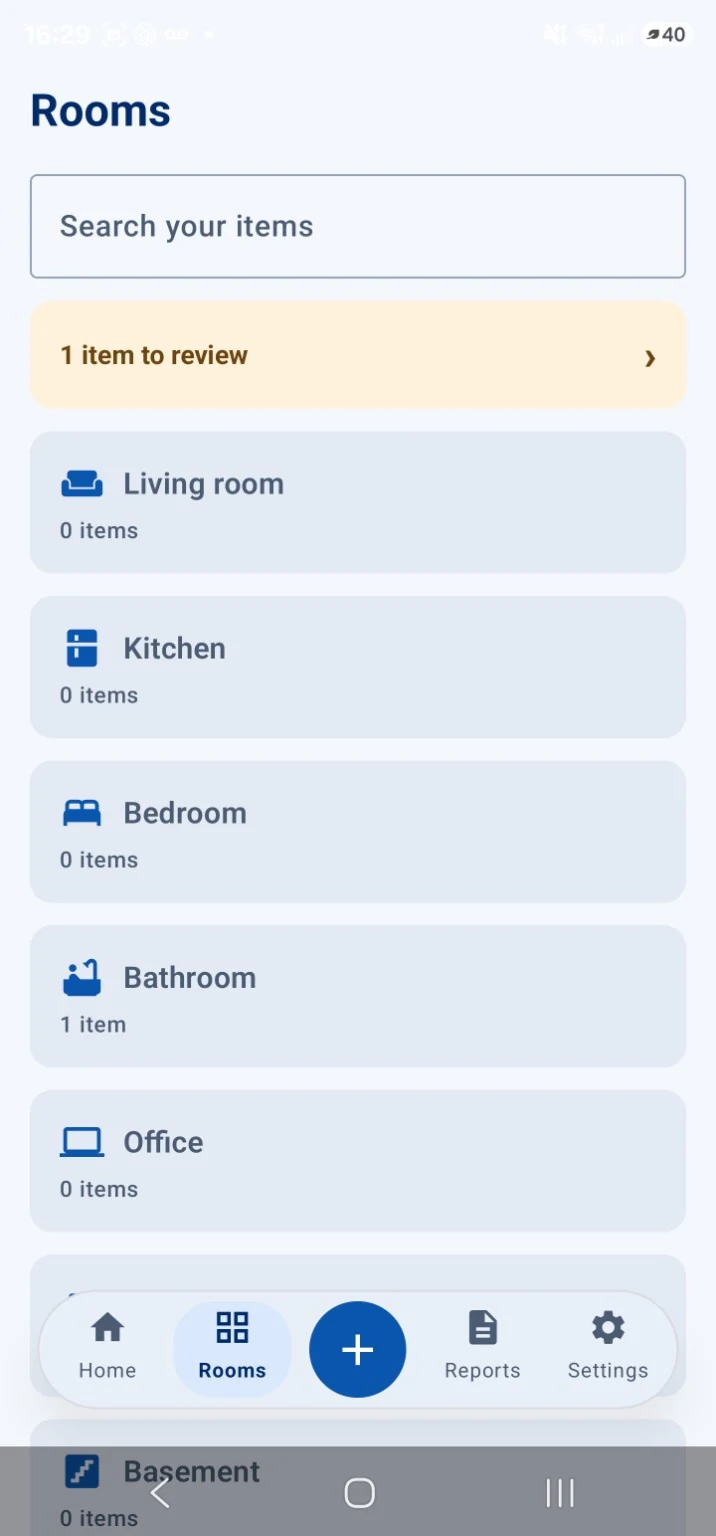 16:29
40
Rooms
Search your items
1 item to review
Living room
0 items
Kitchen
0 items
Bedroom
0 items
Bathroom
1 item
Office
0 items
Home
Rooms
Reports
Settings
Basement
0 items